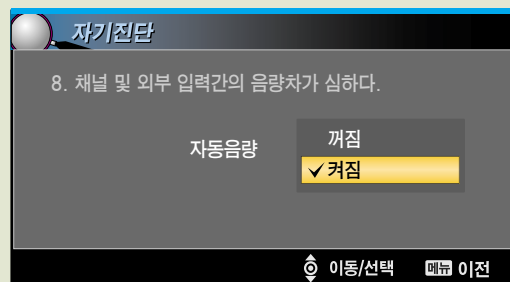 자기진단
8. 채널 및 외부 입력간의 음량차가 심하다.
자동음량
꺼짐
켜짐
이동/선택 메뉴 이전